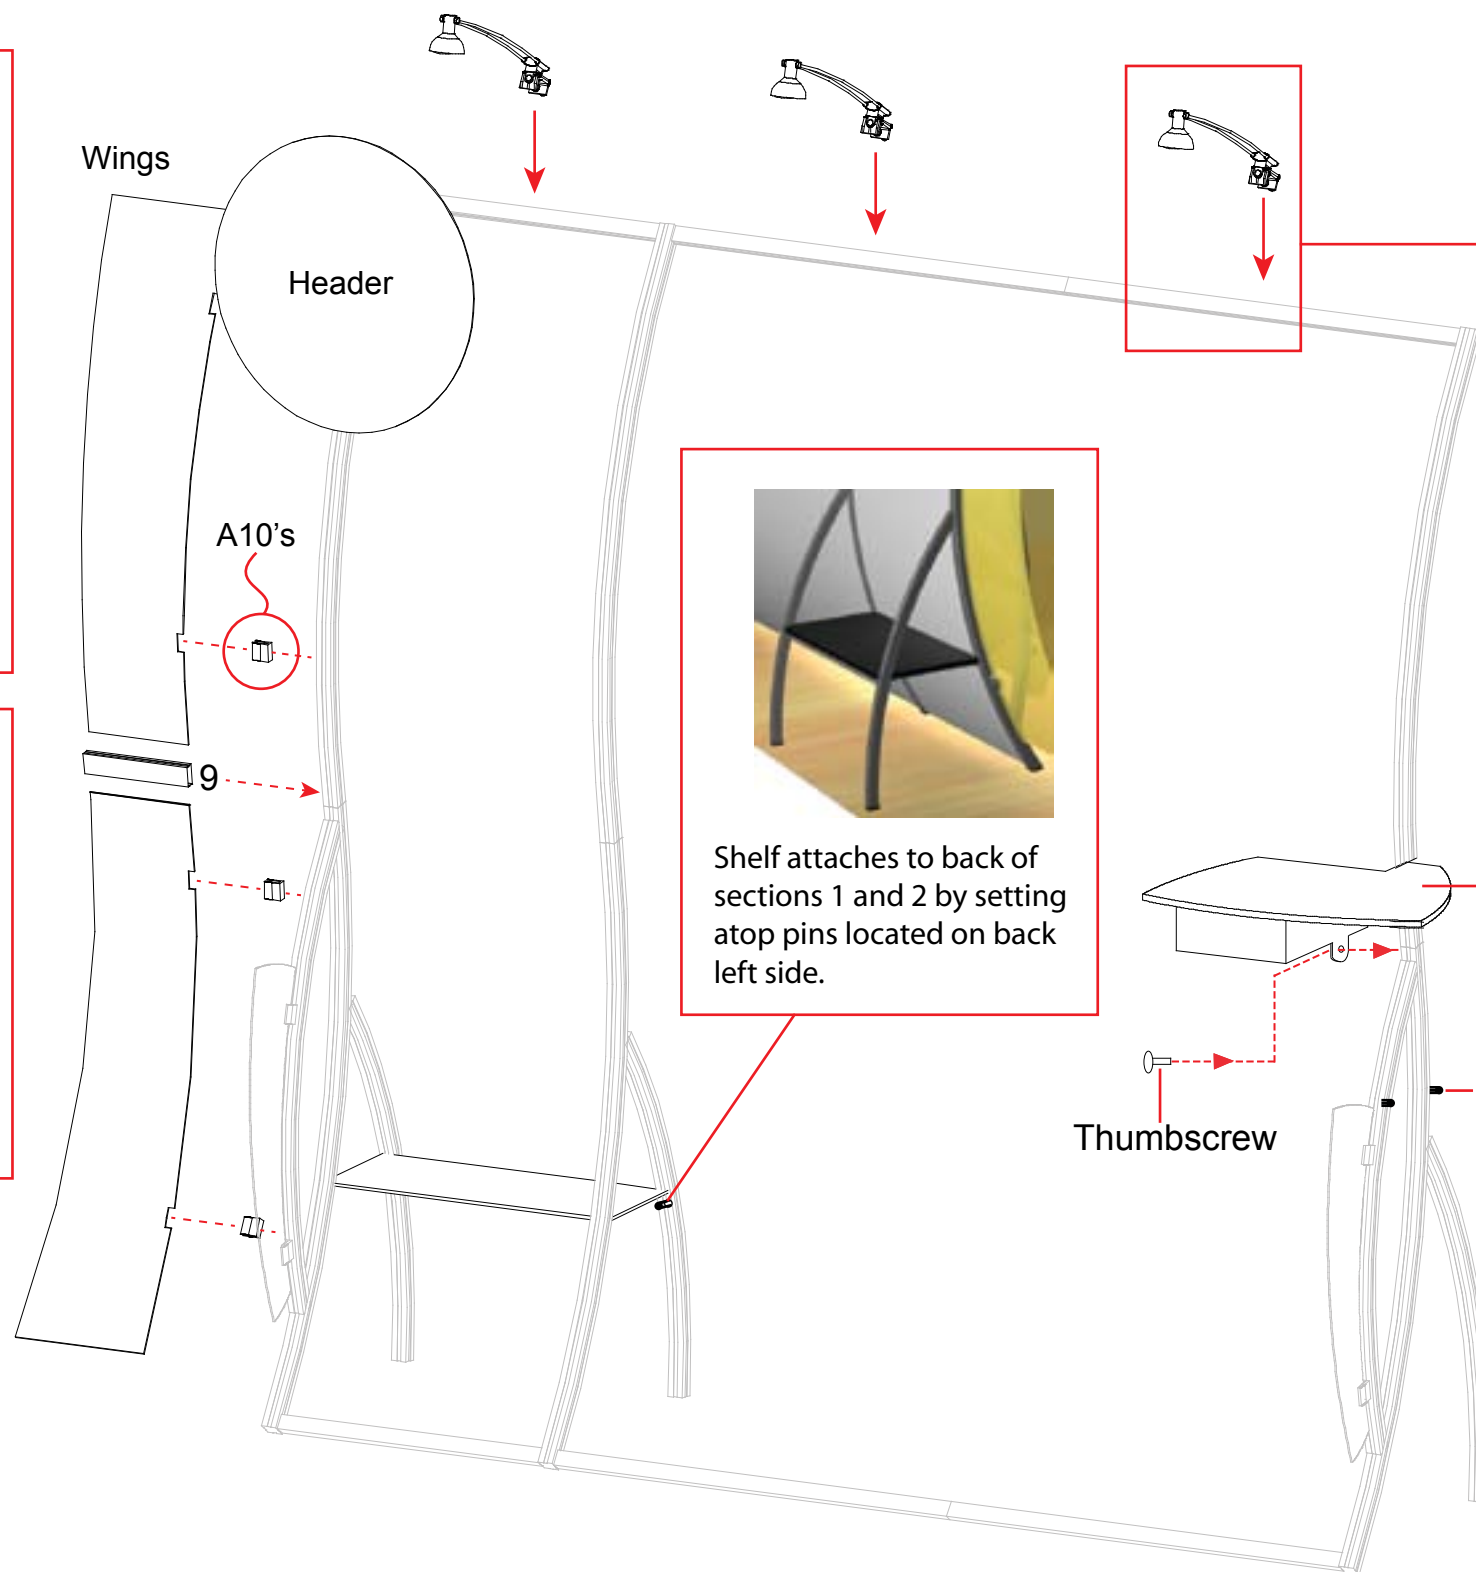 Wings
Header
A10's
9
Shelf attaches to back of
sections 1 and 2 by setting
atop pins located on back
left side.
Thumbscrew